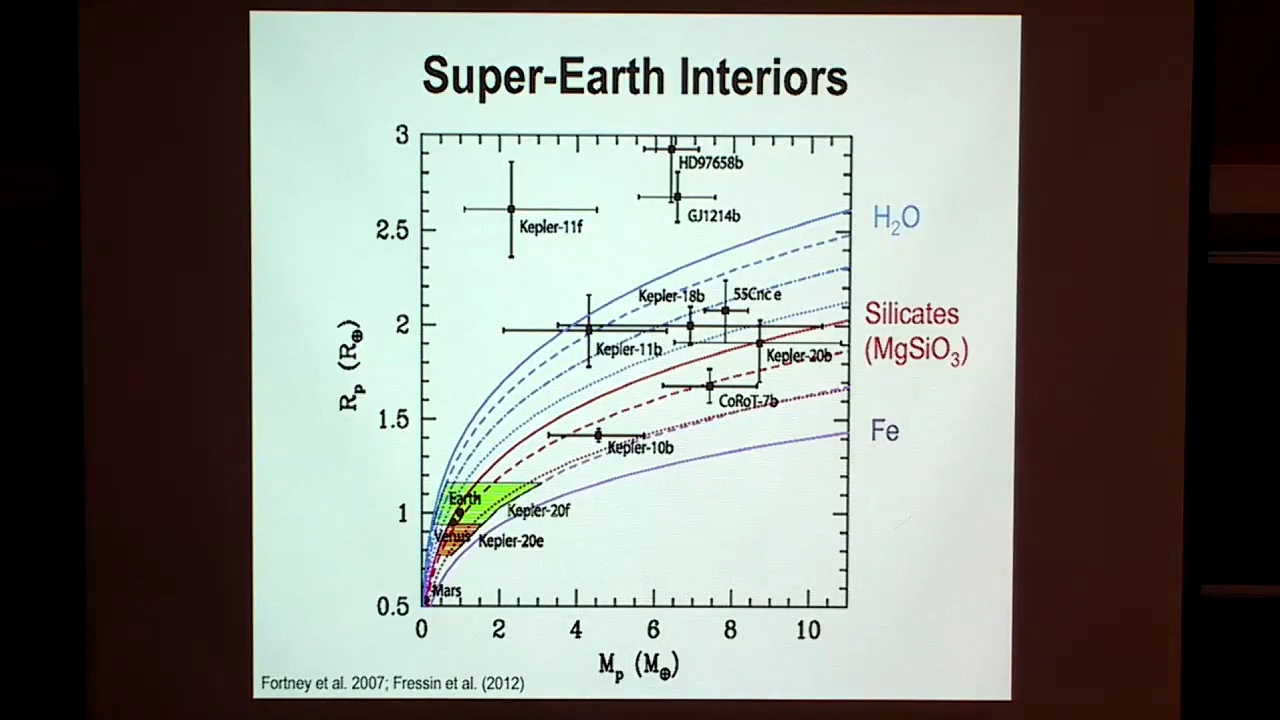 Super-Earth Interiors
3
2.5
2
1.5
1
0.5
0
2
4
6
8
10
Rp (R⊕)
Mp (M⊕)
HD97658b
GJ1214b
Kepler-11f
Kepler-18b
55Cnc e
Kepler-11b
Kepler-20b
CoRoT-7b
Kepler-10b
Earth
Kepler-20f
Venus
Kepler-20e
Mars
H₂O
Silicates
(MgSiO₃)
Fe
Fortney et al. 2007; Fressin et al. (2012)